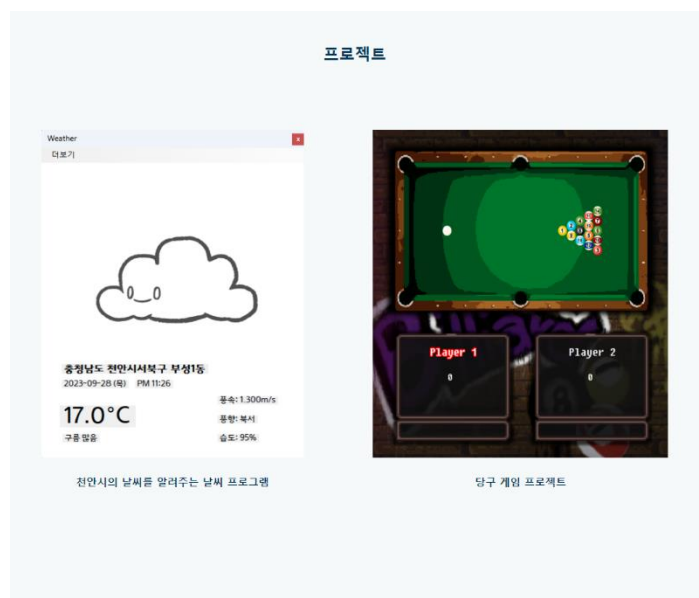 프로젝트
Weather
x
더보기
충청남도 천안시서북구 부성1동
2023-09-28 (목) PM 11:26
17.0°C
구름 많음
풍속: 1.300m/s
풍향: 북서
습도: 95%
천안시의 날씨를 알려주는 날씨 프로그램
Player 1
0
Player 2
0
당구 게임 프로젝트